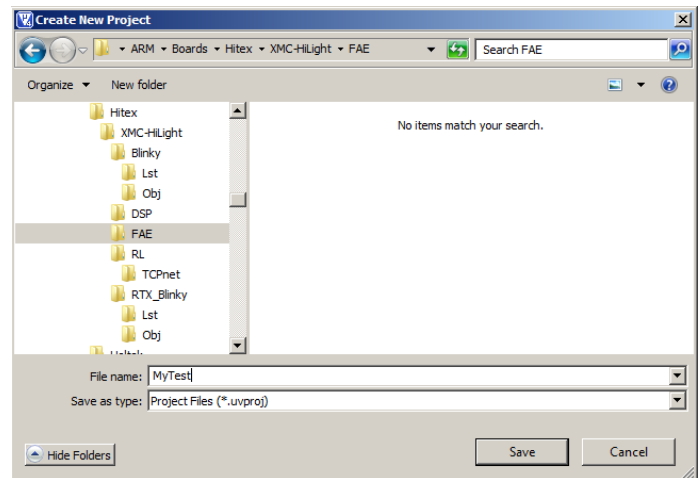 Create New Project
ARM Boards Hitex XMC-HiLight FAE Search FAE
Organize New folder
Hitex
XMC-HiLight
Blinky
Lst
Obj
DSP
FAE
RL
TCPnet
RTX_Blinky
Lst
Obj
No items match your search.
File name: MyTest
Save as type: Project Files (*.uvproj)
Hide Folders Save Cancel